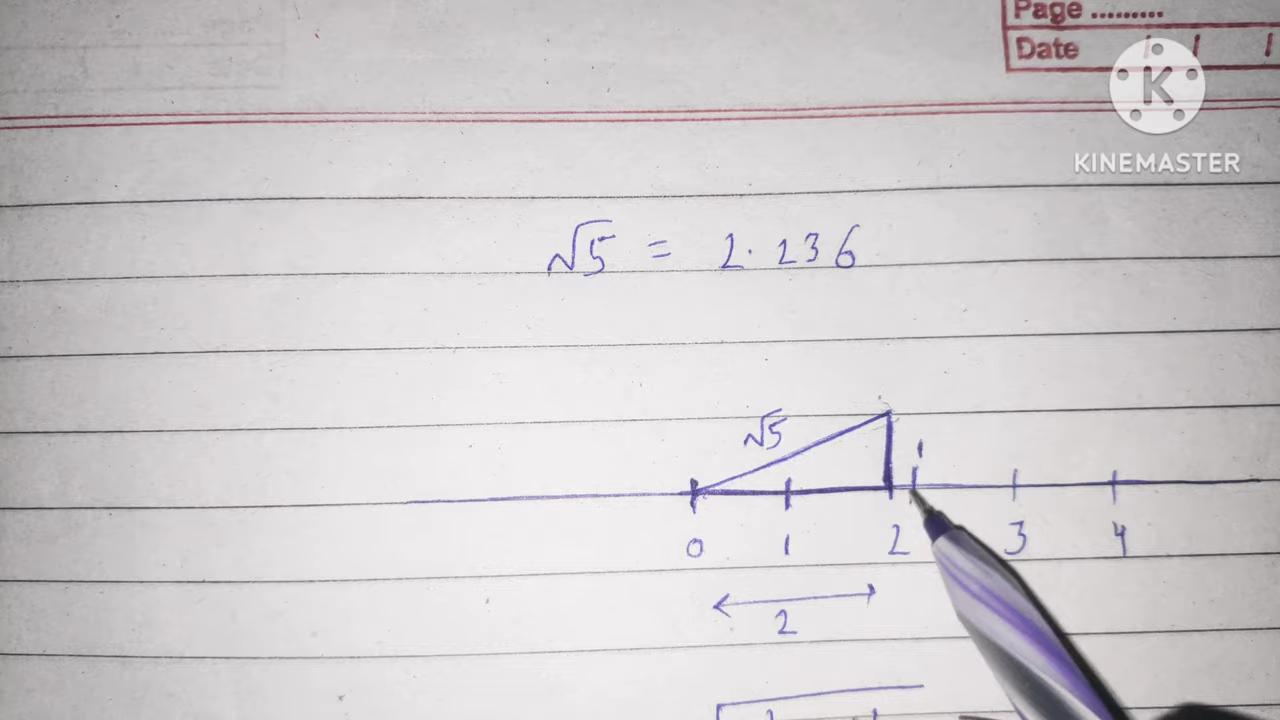 Page .........
Date / / /
KINEMASTER
√5 = 2.236
√5
1
0 1 2 3 4
2